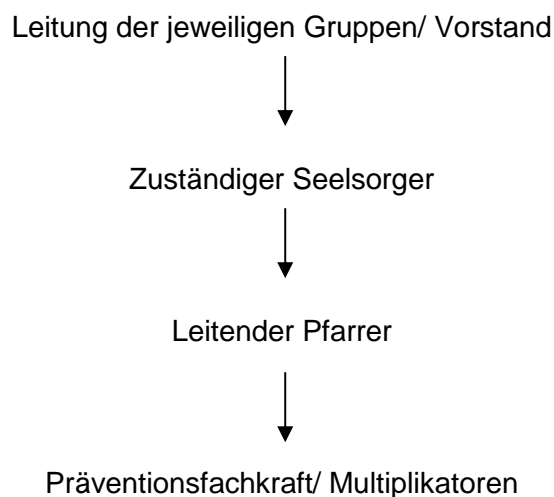 Leitung der jeweiligen Gruppen/ Vorstand
Zuständiger Seelsorger
Leitender Pfarrer
Präventionsfachkraft/ Multiplikatoren